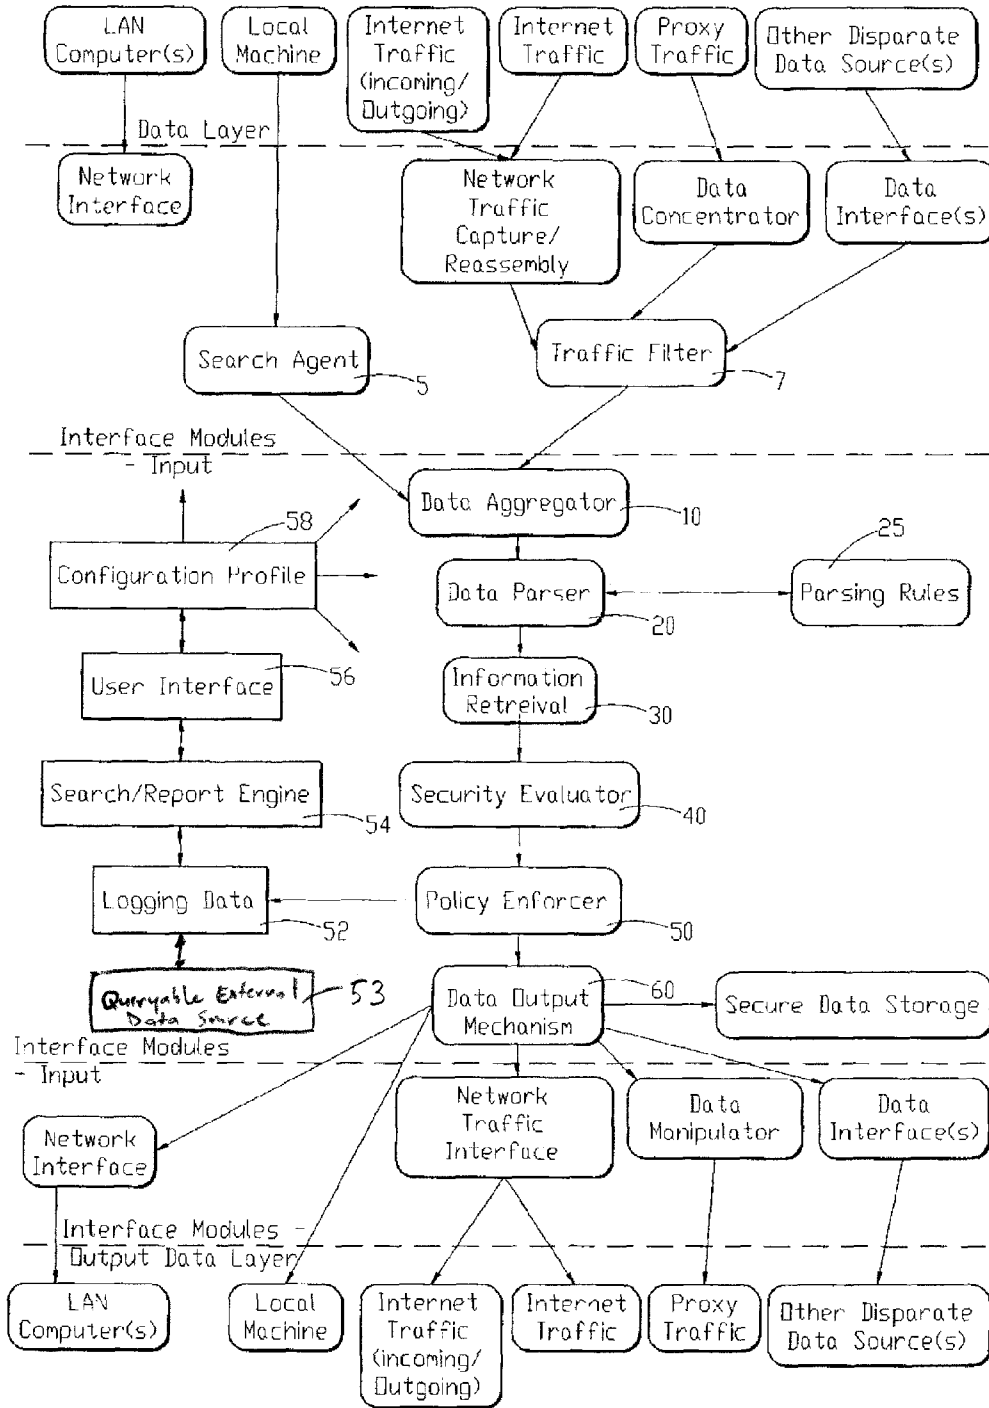 LAN
Computer(s)
Local
Machine
Internet
Traffic
(incoming/
Outgoing)
Internet
Traffic
Proxy
Traffic
Other Disparate
Data Source(s)
Data Layer
Network
Interface
Network
Traffic
Capture/
Reassembly
Data
Concentrator
Data
Interface(s)
Search Agent
5
Traffic Filter
7
Interface Modules
- Input
Data Aggregator
10
58
Configuration Profile
Data Parser
20
25
Parsing Rules
User Interface
56
Information
Retreival
30
Search/Report Engine
54
Security Evaluator
40
Logging Data
52
Policy Enforcer
50
Queryable External
Data Source
53
Data Output
Mechanism
60
Secure Data Storage
Interface Modules
- Input
Network
Interface
Network
Traffic
Interface
Data
Manipulator
Data
Interface(s)
Interface Modules -
Output Data Layer
LAN
Computer(s)
Local
Machine
Internet
Traffic
(incoming/
Outgoing)
Internet
Traffic
Proxy
Traffic
Other Disparate
Data Source(s)